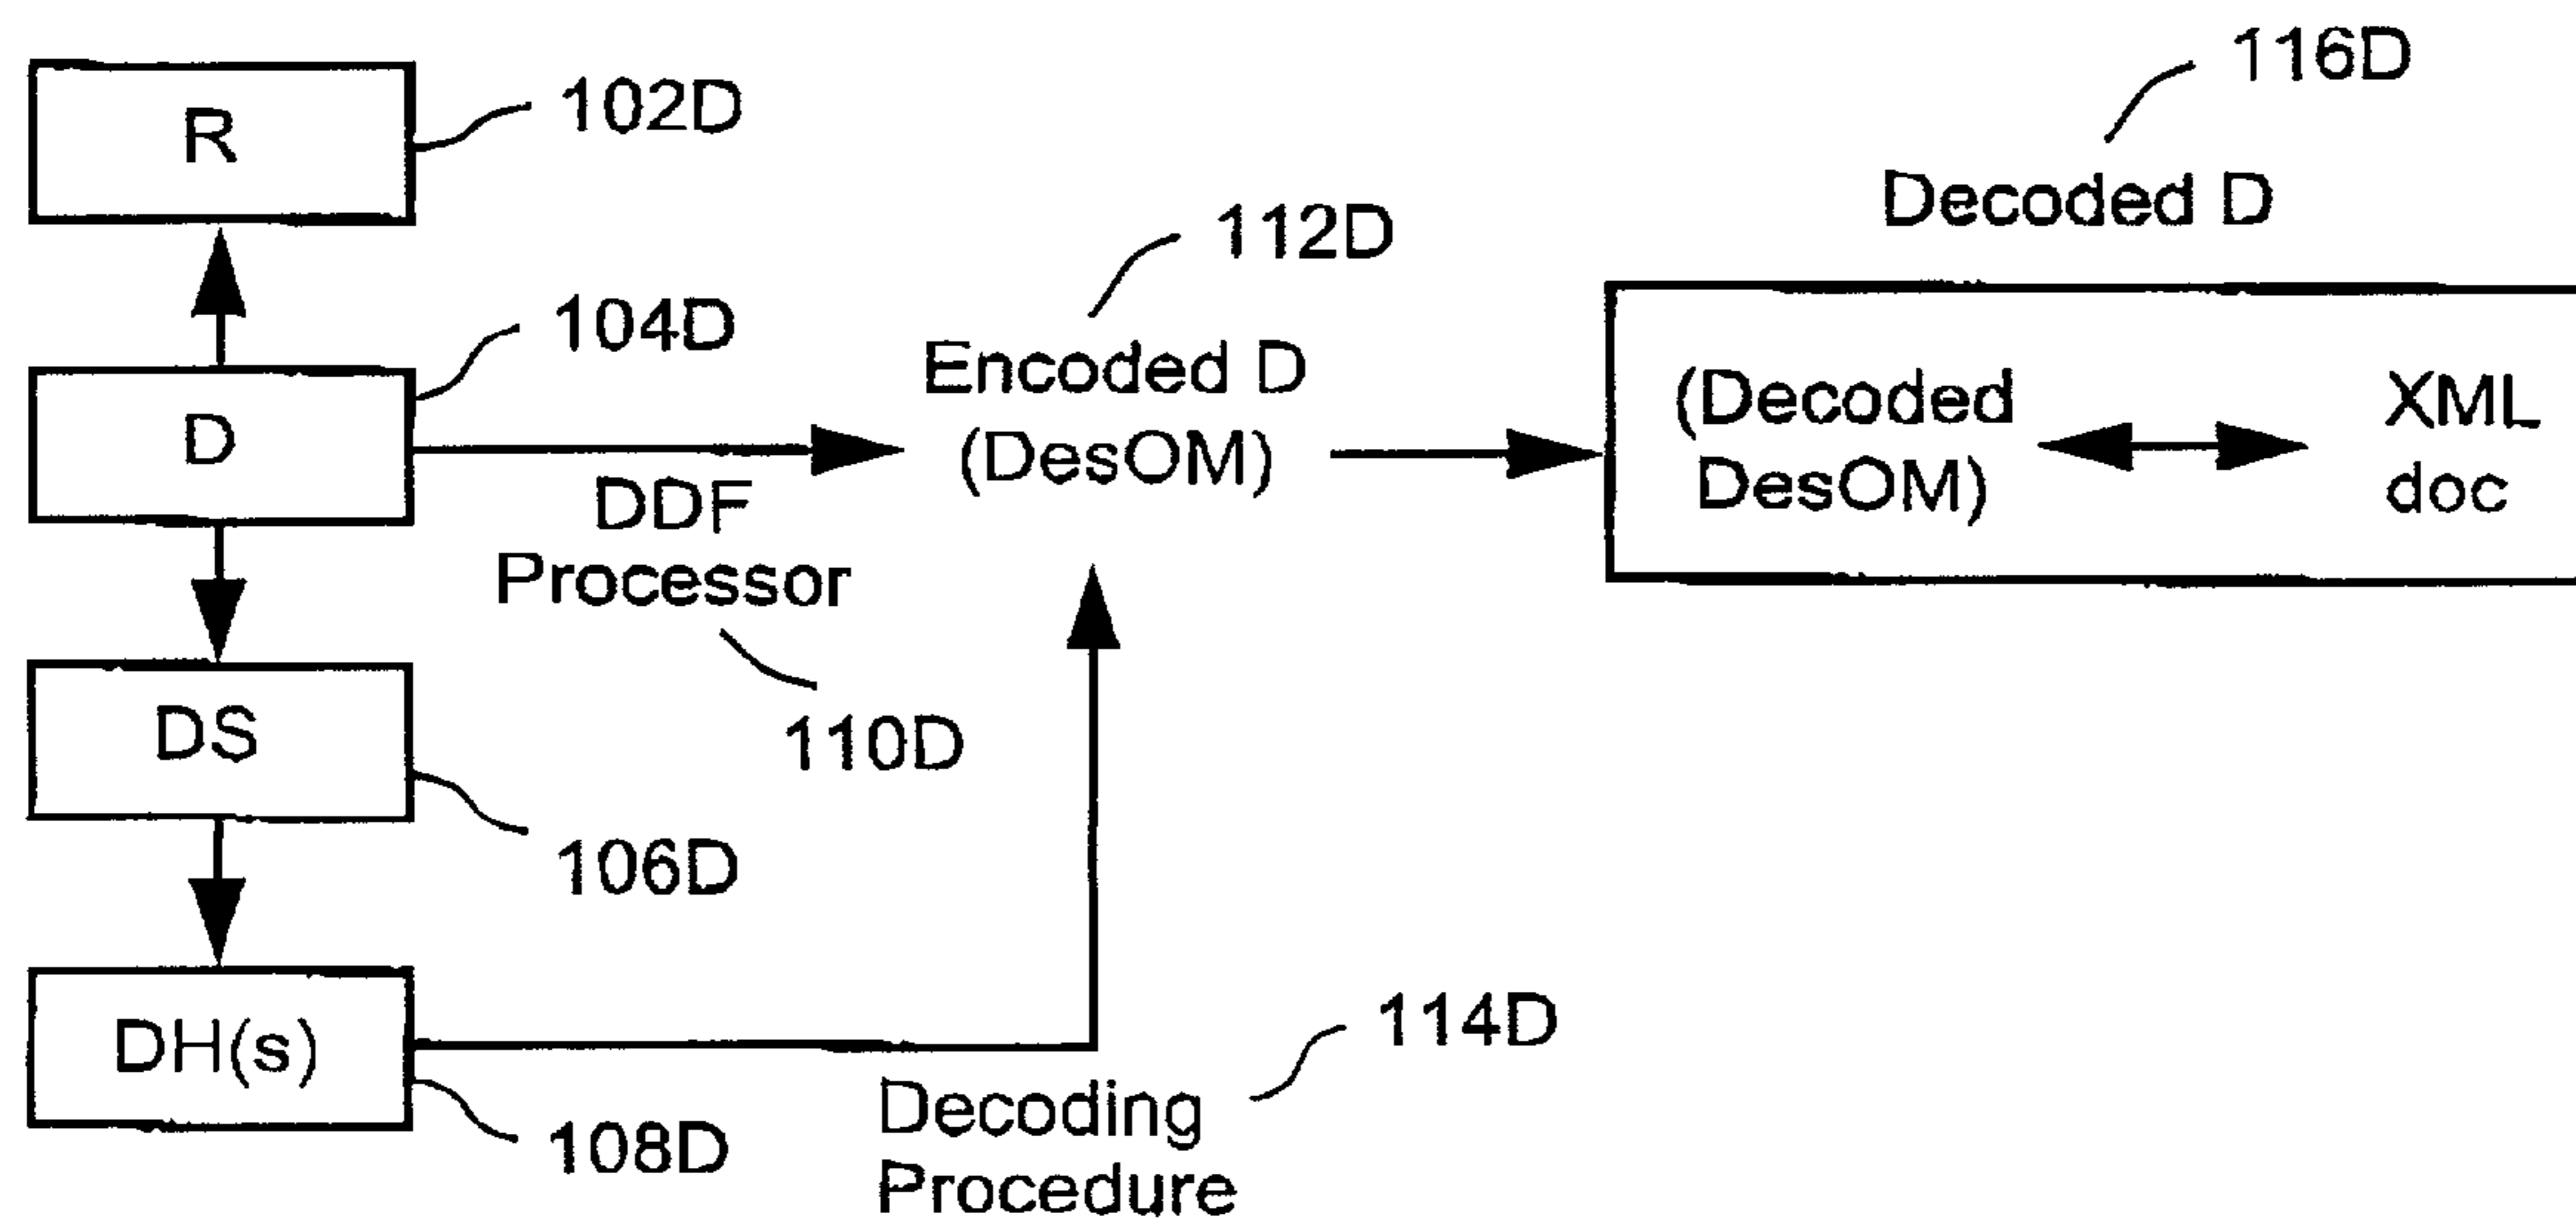 116D
R
102D
Decoded D
112D
104D
Encoded D
(DesOM)
D
(Decoded
DesOM)
XML
doc
DDF
Processor
DS
110D
106D
DH(s)
114D
108D
Decoding
Procedure